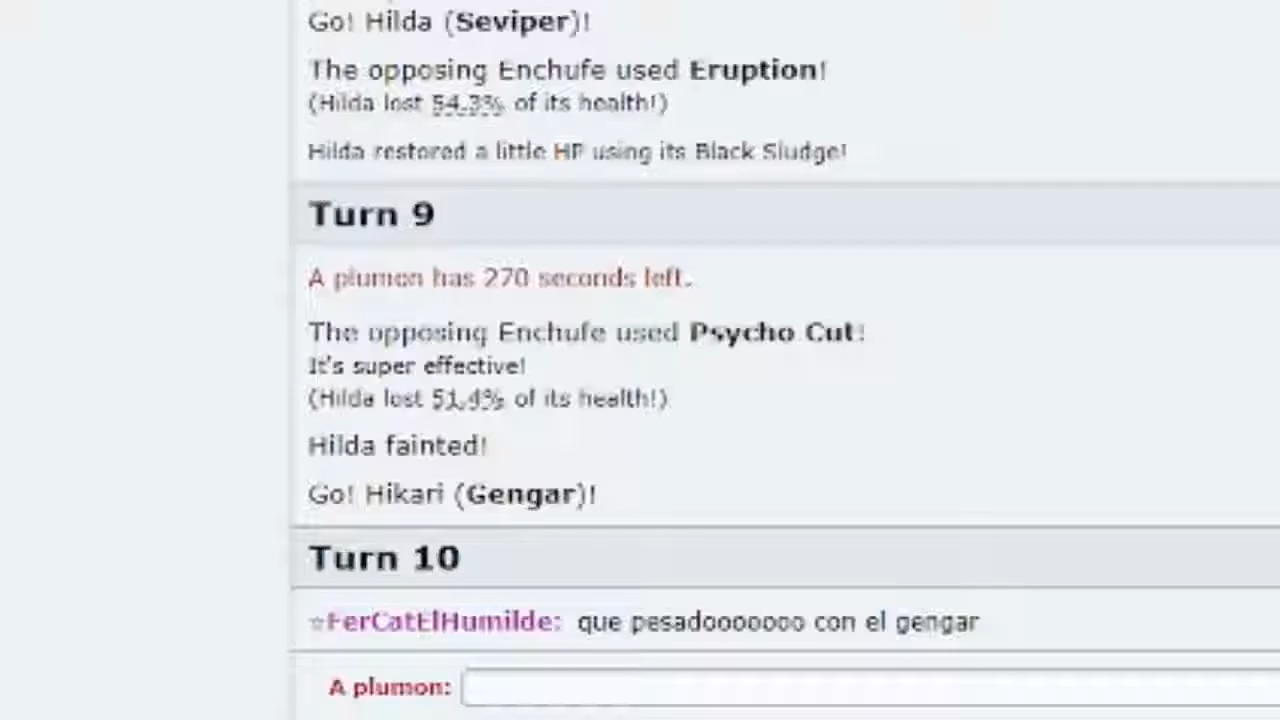 Go! Hilda (Seviper)!
The opposing Enchufe used Eruption!
(Hilda lost 54.3% of its health!)
Hilda restored a little HP using its Black Sludge!
Turn 9
A plumon has 270 seconds left.
The opposing Enchufe used Psycho Cut!
It's super effective!
(Hilda lost 51.4% of its health!)
Hilda fainted!
Go! Hikari (Gengar)!
Turn 10
☆FerCatElHumilde: que pesadooooooo con el gengar
A plumon: